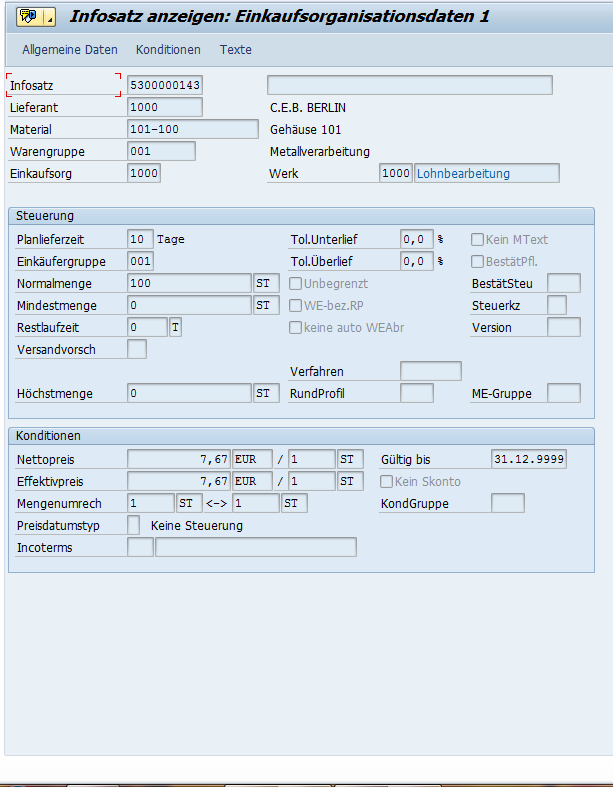 Infosatz anzeigen: Einkaufsorganisationsdaten 1
Allgemeine Daten Konditionen Texte
Infosatz 5300000143
Lieferant 1000 C.E.B. BERLIN
Material 101-100 Gehäuse 101
Warengruppe 001 Metallverarbeitung
Einkaufsorg 1000 Werk 1000 Lohnbearbeitung
Steuerung
Planlieferzeit 10 Tage Tol.Unterlief 0,0 % Kein MText
Einkäufergruppe 001 Tol.Überlief 0,0 % BestätPfl.
Normalmenge 100 ST Unbegrenzt BestätSteu
Mindestmenge 0 ST WE-bez.RP Steuerkz
Restlaufzeit 0 T keine auto WEAbr Version
Versandvorsch
Verfahren
Höchstmenge 0 ST RundProfil ME-Gruppe
Konditionen
Nettopreis 7,67 EUR / 1 ST Gültig bis 31.12.9999
Effektivpreis 7,67 EUR / 1 ST Kein Skonto
Mengenumrech 1 ST <-> 1 ST KondGruppe
Preisdatumstyp Keine Steuerung
Incoterms